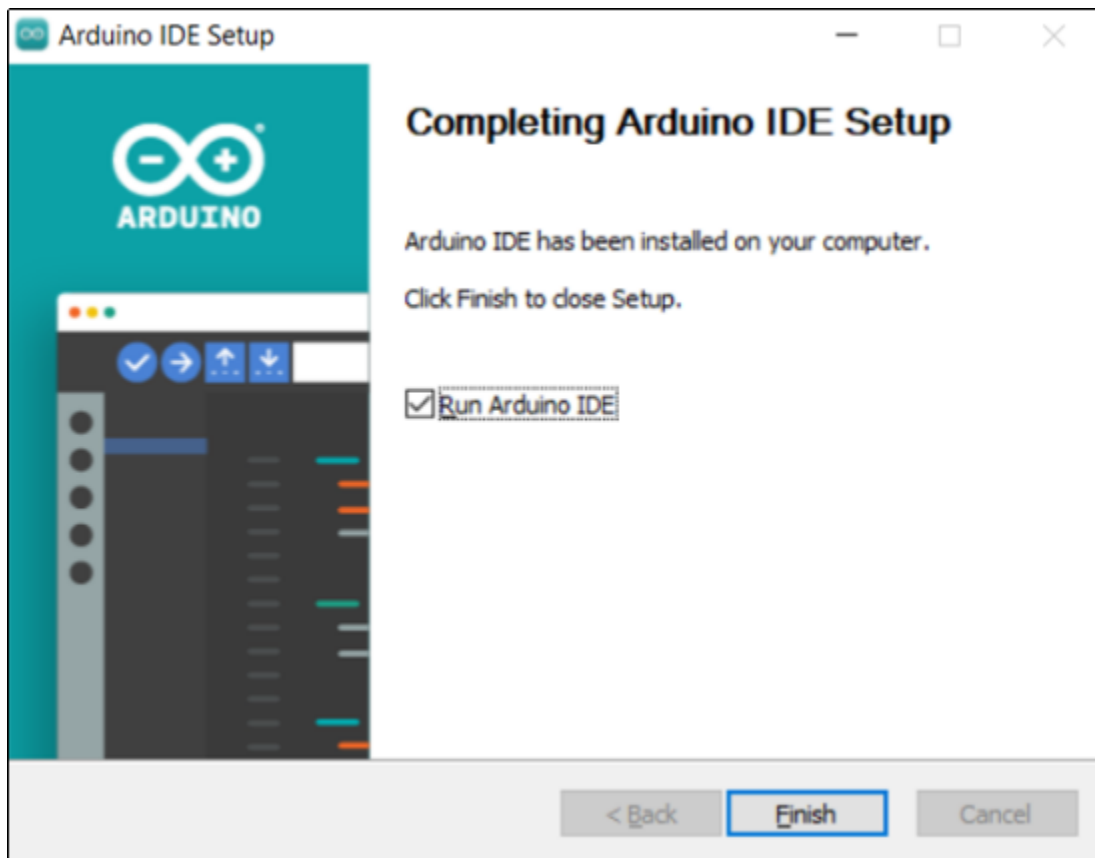 Arduino IDE Setup
ARDUINO
Completing Arduino IDE Setup
Arduino IDE has been installed on your computer.
Click Finish to close Setup.
Run Arduino IDE
< Back
Finish
Cancel